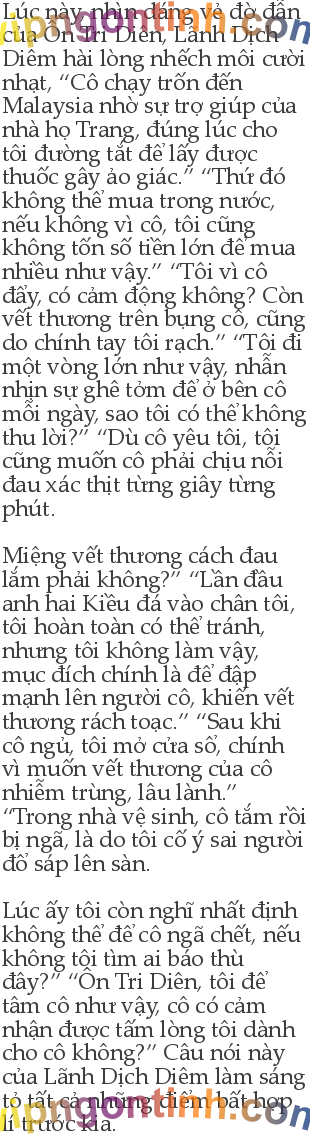 Lúc này, nhìn dáng vẻ đờ đẫn
của Ôn Tri Diên, Lãnh Dịch
Diêm hài lòng nhếch môi cười
nhạt, “Cô chạy trốn đến
Malaysia nhờ sự trợ giúp của
nhà họ Trang, đúng lúc cho
tôi đường tắt để lấy được
thuốc gây ảo giác.” “Thứ đó
không thể mua trong nước,
nếu không vì cô, tôi cũng
không tốn số tiền lớn để mua
nhiều như vậy.” “Tôi vì cô
đấy, có cảm động không? Còn
vết thương trên bụng cô, cũng
do chính tay tôi rạch.” “Tôi đi
một vòng lớn như vậy, nhẫn
nhịn sự ghê tởm để ở bên cô
mỗi ngày, sao tôi có thể không
thu lời?” “Dù cô yêu tôi, tôi
cũng muốn cô phải chịu nỗi
đau xác thịt từng giây từng
phút.
Miệng vết thương cách đau
lắm phải không?” “Lần đầu
anh hai Kiều đá vào chân tôi,
tôi hoàn toàn có thể tránh,
nhưng tôi không làm vậy,
mục đích chính là để đập
mạnh lên người cô, khiến vết
thương rách toạc.” “Sau khi
cô ngủ, tôi mở cửa sổ, chính
vì muốn vết thương của cô
nhiễm trùng, lâu lành.”
“Trong nhà vệ sinh, cô tắm rồi
bị ngã, là do tôi cố ý sai người
đổ sáp lên sàn.
Lúc ấy tôi còn nghĩ nhất định
không thể để cô ngã chết, nếu
không tôi tìm ai báo thù
đây?” “Ôn Tri Diên, tôi để
tâm cô như vậy, cô có cảm
nhận được tấm lòng tôi dành
cho cô không?” Câu nói này
của Lãnh Dịch Diêm làm sáng
tỏ tất cả những điểm bất hợp
lí trước kia.